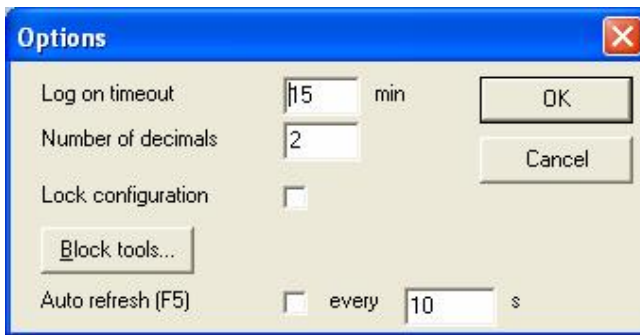 Options
Log on timeout 15 min OK
Number of decimals 2
Cancel
Lock configuration
Block tools...
Auto refresh (F5) every 10 s